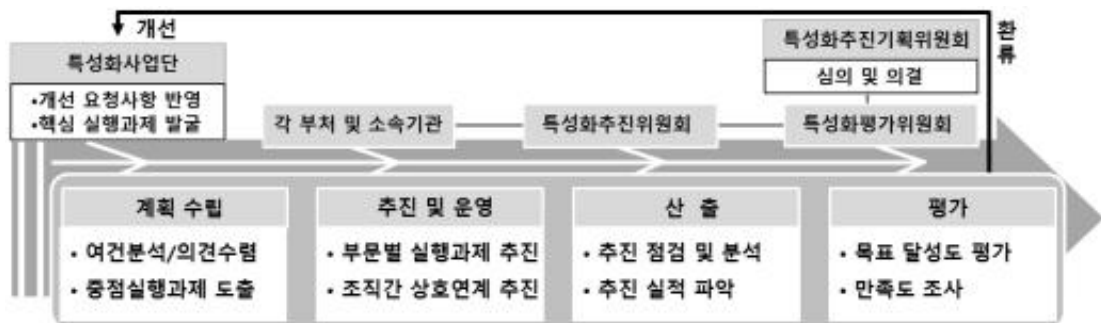 개선
환류
특성화사업단
•개선 요청사항 반영
•핵심 실행과제 발굴
각 부처 및 소속기관
특성화추진위원회
특성화추진기획위원회
심의 및 의결
특성화평가위원회
계획 수립
• 여건분석/의견수렴
• 중점실행과제 도출
추진 및 운영
• 부문별 실행과제 추진
• 조직간 상호연계 추진
산 출
• 추진 점검 및 분석
• 추진 실적 파악
평가
• 목표 달성도 평가
• 만족도 조사